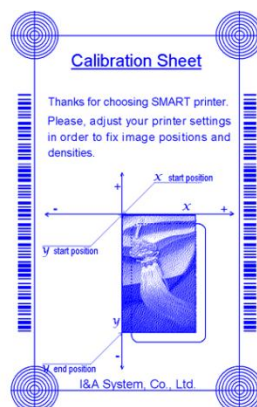 Calibration Sheet
Thanks for choosing SMART printer.
Please, adjust your printer settings
in order to fix image positions and
densities.
x start position
+
- x +
y start position
y
y end position
-
I&A System, Co., Ltd.